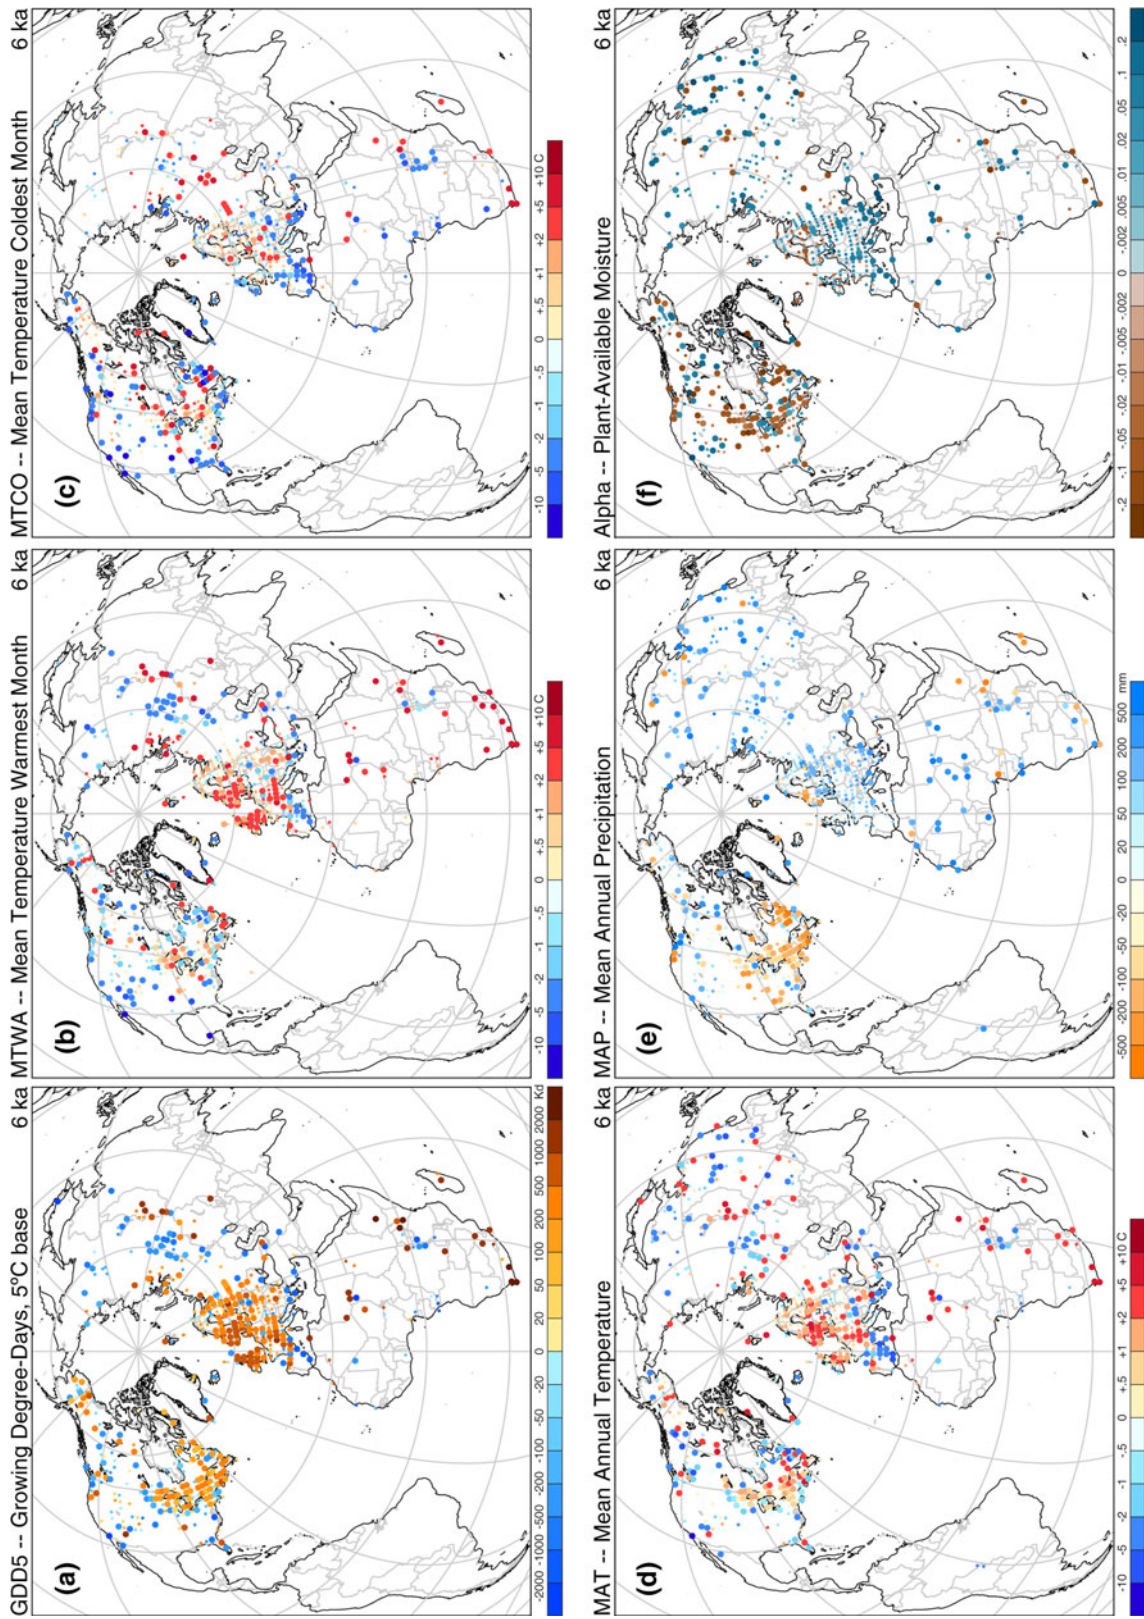 GDD5 -- Growing Degree-Days, 5°C base 6 ka
(a)
-2000 -1000 -500 -200 -100 -50 -20 0 20 50 100 200 500 1000 2000 Kd
MTWA -- Mean Temperature Warmest Month 6 ka
(b)
-10 -5 -2 -1 -.5 0 +.5 +1 +2 +5 +10 C
MTCO -- Mean Temperature Coldest Month 6 ka
(c)
-10 -5 -2 -1 -.5 0 +.5 +1 +2 +5 +10 C
MAT -- Mean Annual Temperature 6 ka
(d)
-10 -5 -2 -1 -.5 0 +.5 +1 +2 +5 +10 C
MAP -- Mean Annual Precipitation 6 ka
(e)
-500 -200 -100 -50 -20 0 20 50 100 200 500 mm
Alpha -- Plant-Available Moisture 6 ka
(f)
-.2 -.1 -.05 -.02 -.01 -.005 -.002 0 .002 .005 .01 .02 .05 .1 .2